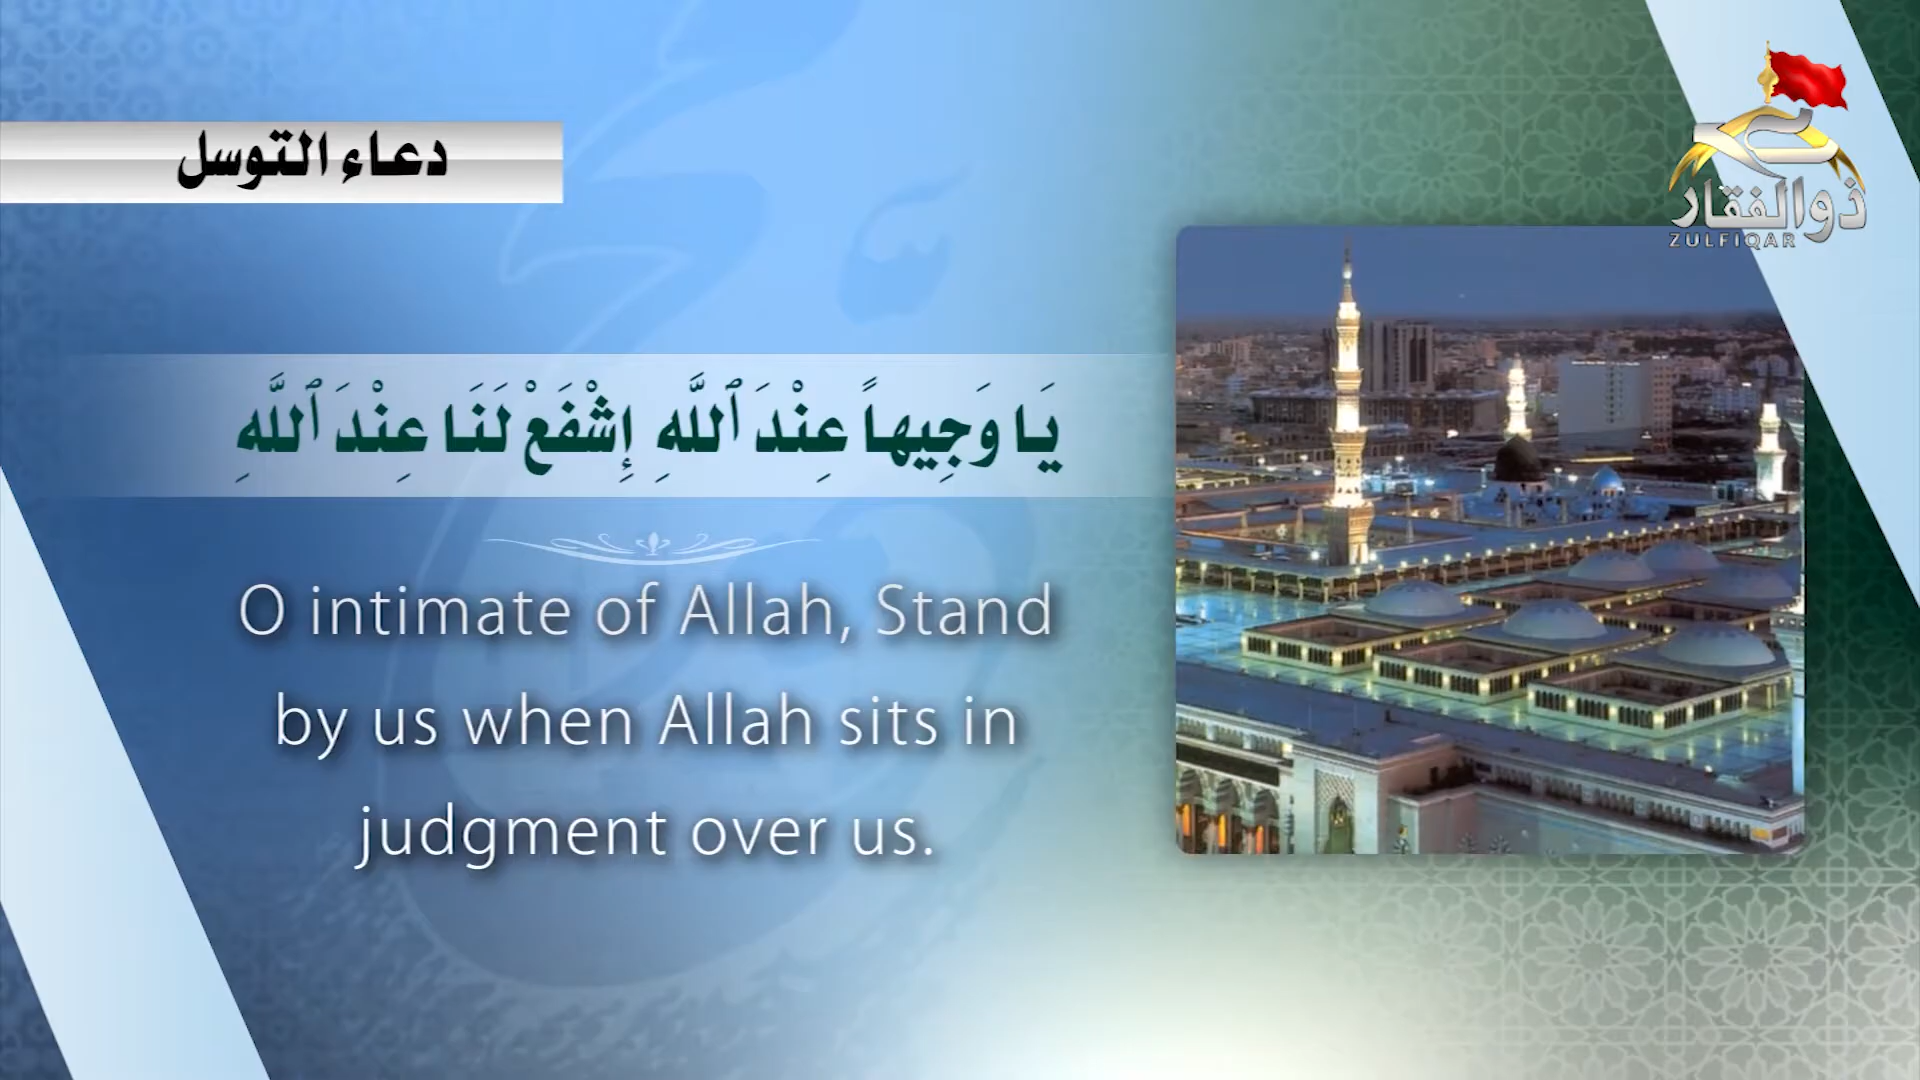 دعاء التوسل
ذوالفقار
ZULFIQAR
يَا وَجِيهاً عِنْدَ ٱللَّهِ إِشْفَعْ لَنَا عِنْدَ ٱللَّهِ
O intimate of Allah, Stand
by us when Allah sits in
judgment over us.